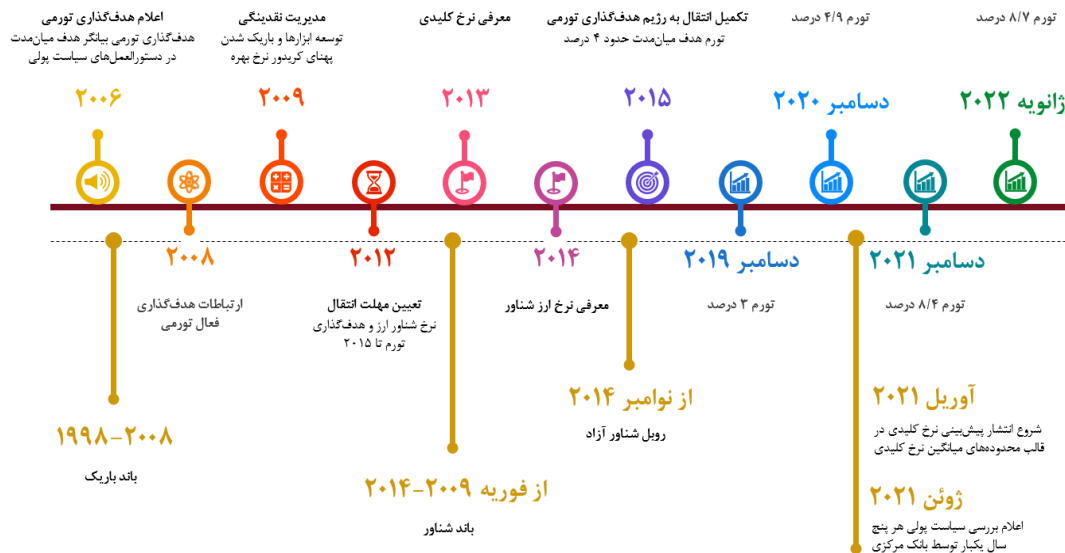 اعلام هدف‌گذاری تورمی
هدف‌گذاری تورمی بیانگر هدف میان‌مدت
در دستورالعمل‌های سیاست پولی
۲۰۰۶
مدیریت نقدینگی
توسعه ابزارها و باریک شدن
پهنای کریدور نرخ بهره
۲۰۰۹
معرفی نرخ کلیدی
۲۰۱۳
تکمیل انتقال به رژیم هدف‌گذاری تورمی
تورم هدف میان‌مدت حدود ۴ درصد
۲۰۱۵
تورم ۴/۹ درصد
دسامبر ۲۰۲۰
تورم ۸/۷ درصد
ژانویه ۲۰۲۲
۲۰۰۸
ارتباطات هدف‌گذاری
فعال تورمی
۲۰۱۲
تعیین مهلت انتقال
نرخ شناور ارز و هدف‌گذاری
تورم تا ۲۰۱۵
۲۰۱۴
معرفی نرخ ارز شناور
دسامبر ۲۰۱۹
تورم ۳ درصد
دسامبر ۲۰۲۱
تورم ۸/۴ درصد
۱۹۹۸-۲۰۰۸
باند باریک
از فوریه ۲۰۰۹-۲۰۱۴
باند شناور
از نوامبر ۲۰۱۴
روبل شناور آزاد
آوریل ۲۰۲۱
شروع انتشار پیش‌بینی نرخ کلیدی در
قالب محدوده‌های میانگین نرخ کلیدی
ژوئن ۲۰۲۱
اعلام بررسی سیاست پولی هر پنج
سال یکبار توسط بانک مرکزی